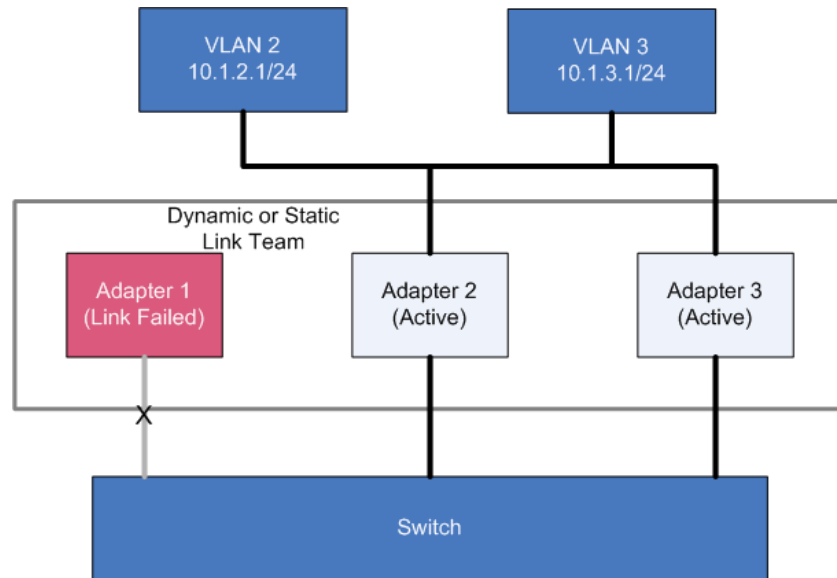 VLAN 2
10.1.2.1/24
VLAN 3
10.1.3.1/24
Dynamic or Static
Link Team
Adapter 1
(Link Failed)
Adapter 2
(Active)
Adapter 3
(Active)
X
Switch